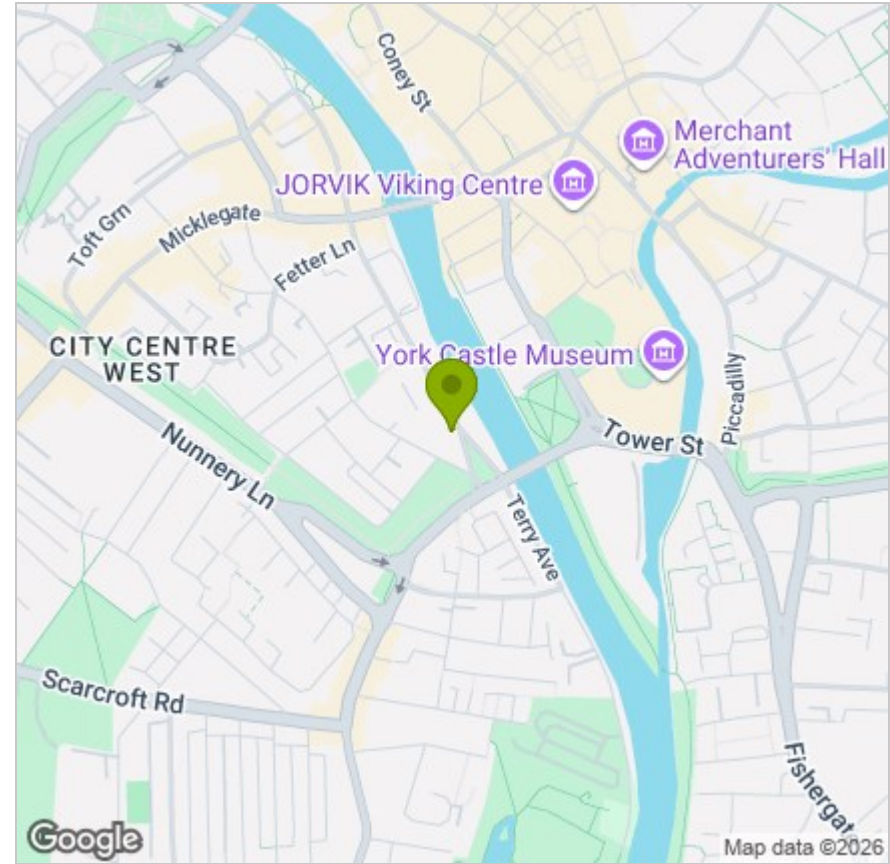 Coney St
Merchant
Adventurers' Hall
JORVIK Viking Centre
Toft Grn
Micklegate
Fetter Ln
CITY CENTRE
WEST
York Castle Museum
Piccadilly
Tower St
Nunnery Ln
Terry Ave
Scarcroft Rd
Fishergate
Google
Map data ©2026